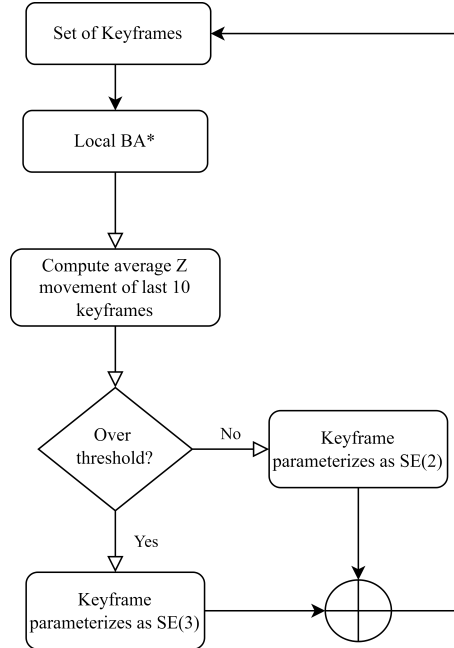 Set of Keyframes
Local BA*
Compute average Z
movement of last 10
keyframes
Over
threshold?
No
Keyframe
parameterizes as SE(2)
Yes
Keyframe
parameterizes as SE(3)